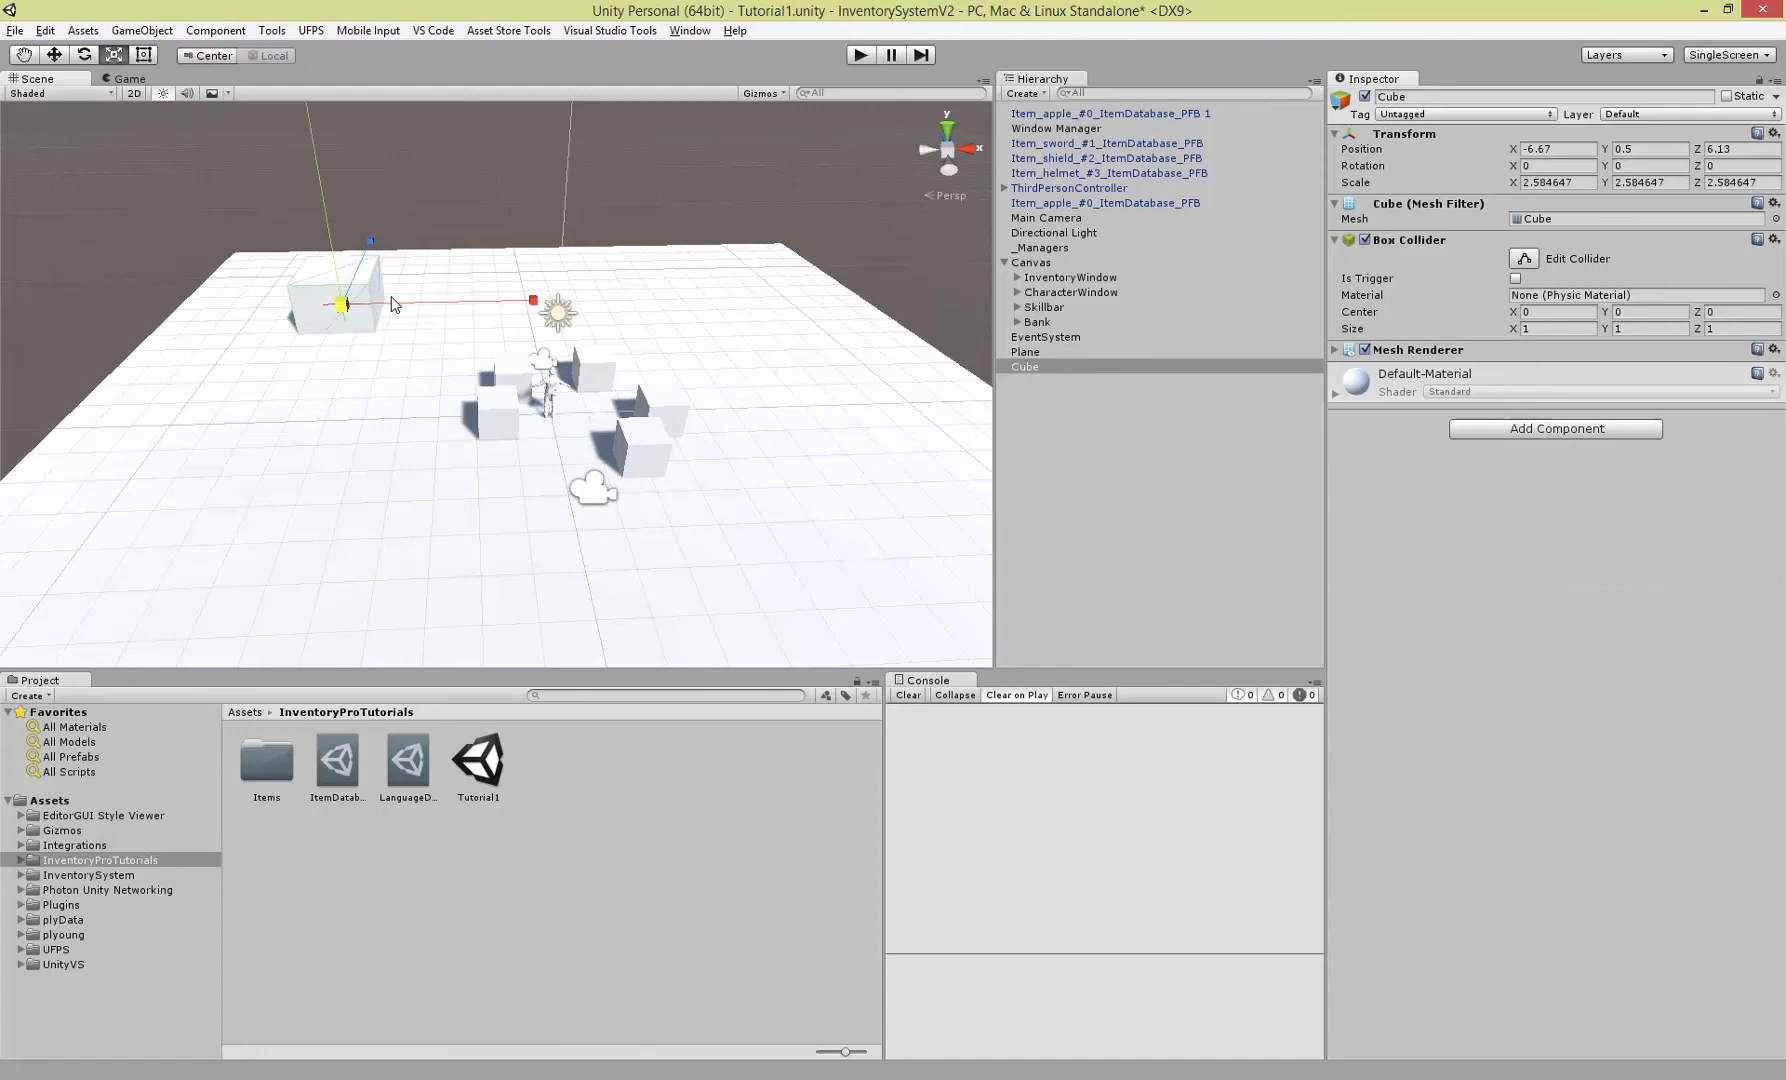 Unity Personal (64bit) - Tutorial1.unity - InventorySystemV2 - PC, Mac & Linux Standalone* <DX9>
File Edit Assets GameObject Component Tools UFPS Mobile Input VS Code Asset Store Tools Visual Studio Tools Window Help
Center Local Layers SingleScreen
Scene Game
Shaded 2D Gizmos All
y
x
Persp
Hierarchy
Create All
Item_apple_#0_ItemDatabase_PFB 1
Window Manager
Item_sword_#1_ItemDatabase_PFB
Item_shield_#2_ItemDatabase_PFB
Item_helmet_#3_ItemDatabase_PFB
ThirdPersonController
Item_apple_#0_ItemDatabase_PFB
Main Camera
Directional Light
_Managers
Canvas
InventoryWindow
CharacterWindow
Skillbar
Bank
EventSystem
Plane
Cube
Inspector
Cube Static
Tag Untagged Layer Default
Transform
Position X -6.67 Y 0.5 Z 6.13
Rotation X 0 Y 0 Z 0
Scale X 2.584647 Y 2.584647 Z 2.584647
Cube (Mesh Filter)
Mesh Cube
Box Collider
Edit Collider
Is Trigger
Material None (Physic Material)
Center X 0 Y 0 Z 0
Size X 1 Y 1 Z 1
Mesh Renderer
Default-Material
Shader Standard
Add Component
Project
Create
Favorites
All Materials
All Models
All Prefabs
All Scripts
Assets
EditorGUI Style Viewer
Gizmos
Integrations
InventoryProTutorials
InventorySystem
Photon Unity Networking
Plugins
plyData
plyoung
UFPS
UnityVS
Assets InventoryProTutorials
Items ItemDatab... LanguageD... Tutorial1
Console
Clear Collapse Clear on Play Error Pause 0 0 0